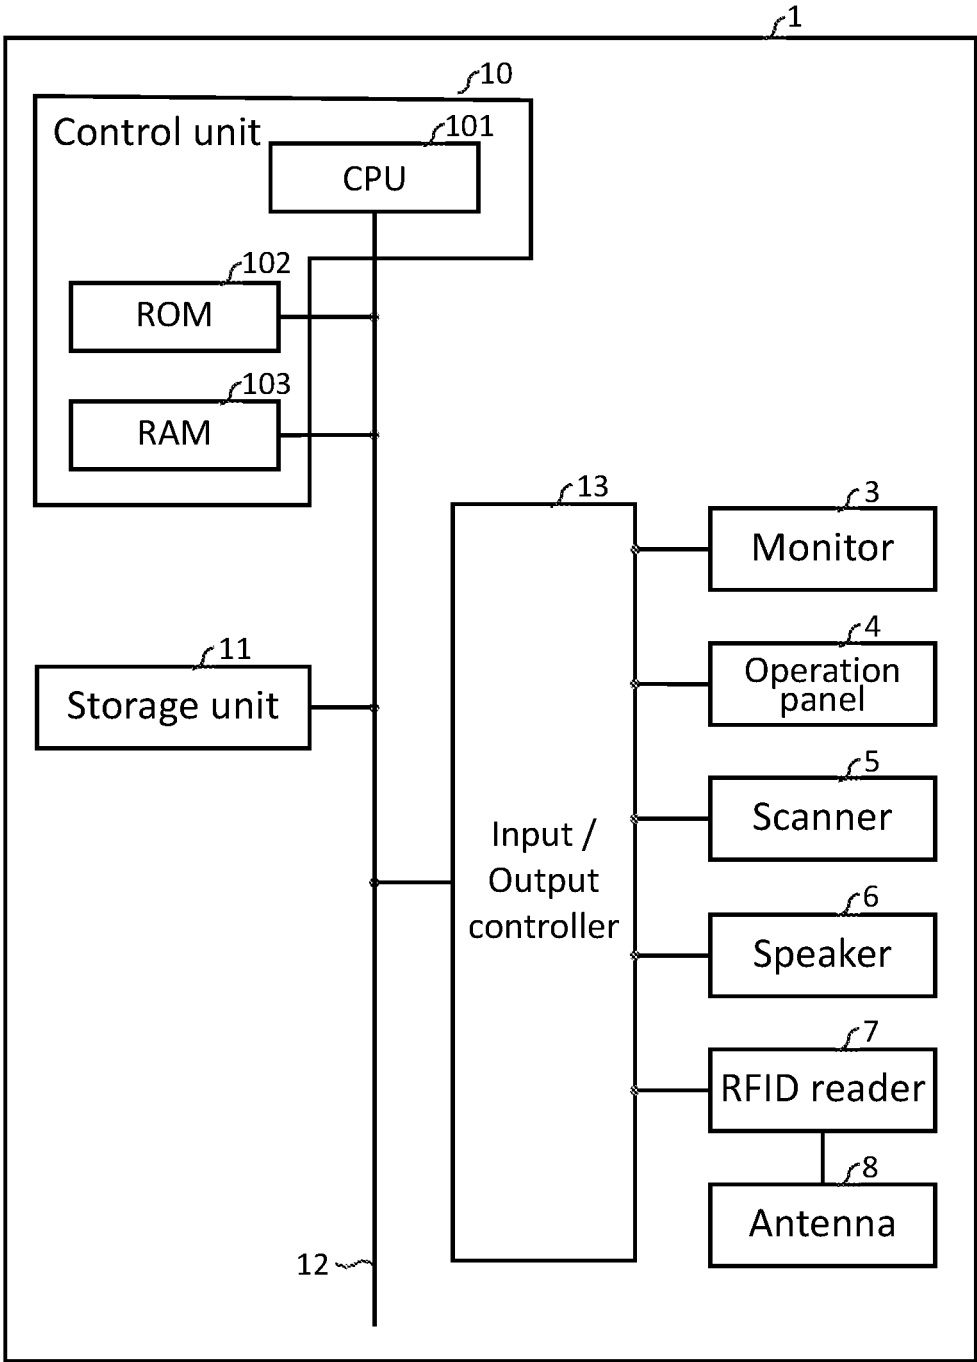 1
10
Control unit
101
CPU
102
ROM
103
RAM
13
3
Monitor
4
Operation
panel
11
Storage unit
5
Scanner
Input /
Output
controller
6
Speaker
7
RFID reader
8
Antenna
12